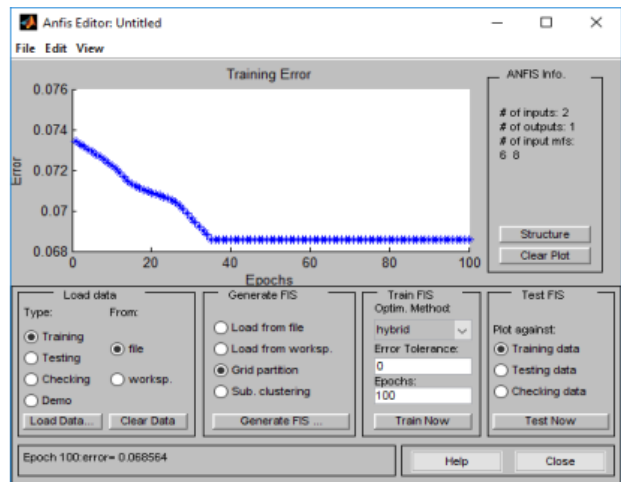 Anfis Editor: Untitled
File Edit View
Training Error
0.076
0.074
0.072
0.07
0.068
Error
0 20 40 60 80 100
Epochs
ANFIS Info.
# of inputs: 2
# of outputs: 1
# of input mfs:
6 8
Structure
Clear Plot
Load data
Type: From:
Training
Testing
Checking
Demo
file
worksp.
Load Data... Clear Data
Generate FIS
Load from file
Load from worksp.
Grid partition
Sub. clustering
Generate FIS ...
Train FIS
Optim. Method:
hybrid
Error Tolerance:
0
Epochs:
100
Train Now
Test FIS
Plot against:
Training data
Testing data
Checking data
Test Now
Epoch 100:error= 0.068564
Help Close